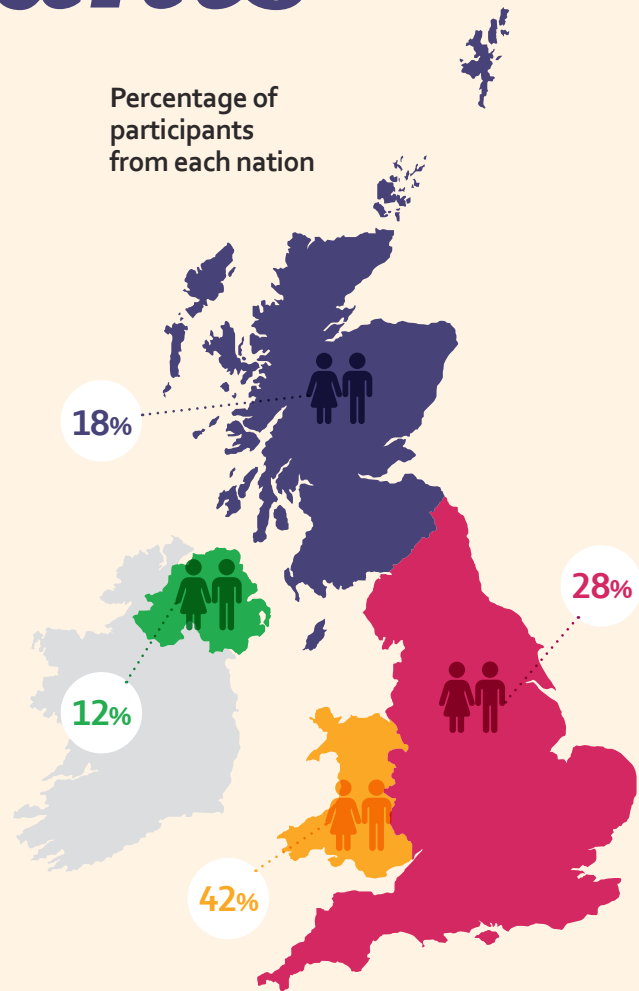 Percentage of
participants
from each nation
18%
28%
12%
42%